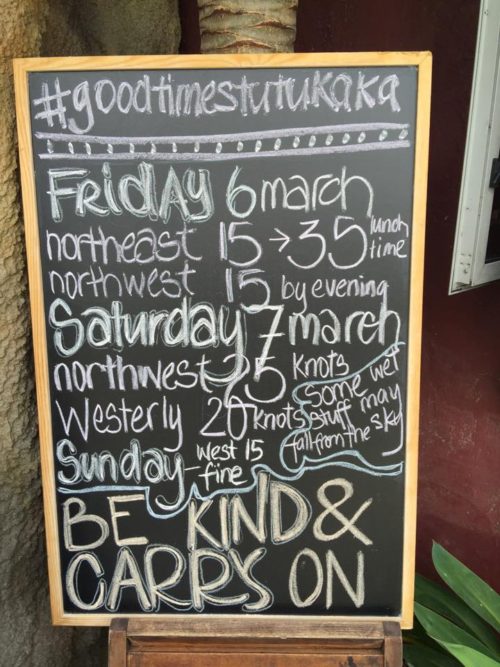 #goodtimestutukaka
FRIDAY 6 march
northeast 15 → 35 lunch time
northwest 15 by evening
Saturday 7 march
northwest 25 knots
Westerly 20 knots
some wet
stuff may
fall from the sky
Sunday - West 15
fine
BE KIND &
CARRY ON